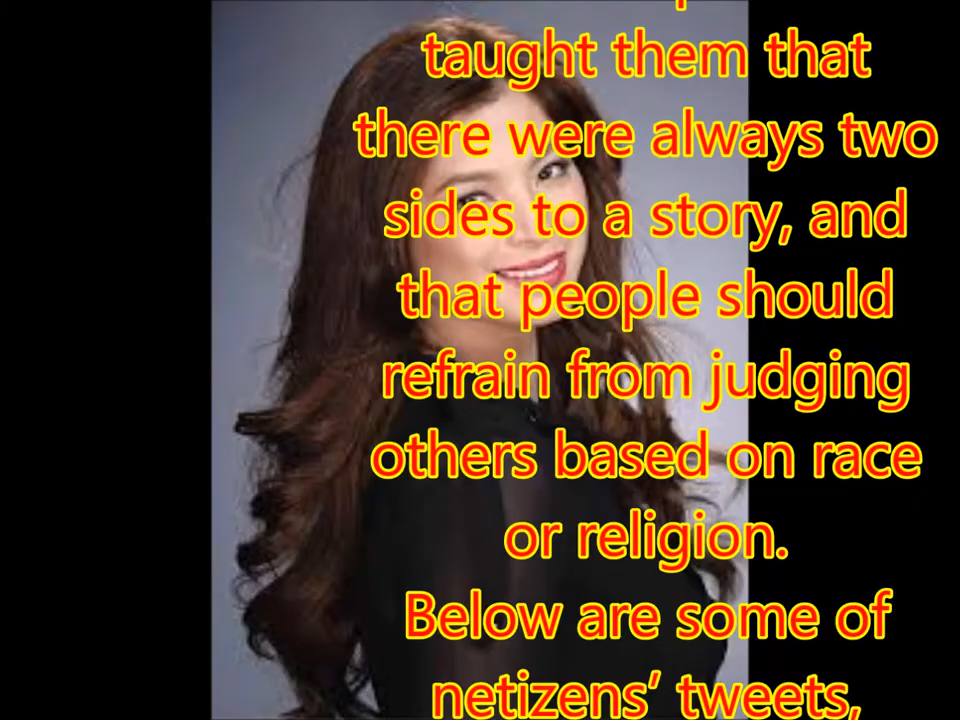 taught them that
there were always two
sides to a story, and
that people should
refrain from judging
others based on race
or religion.
Below are some of
netizens’ tweets,